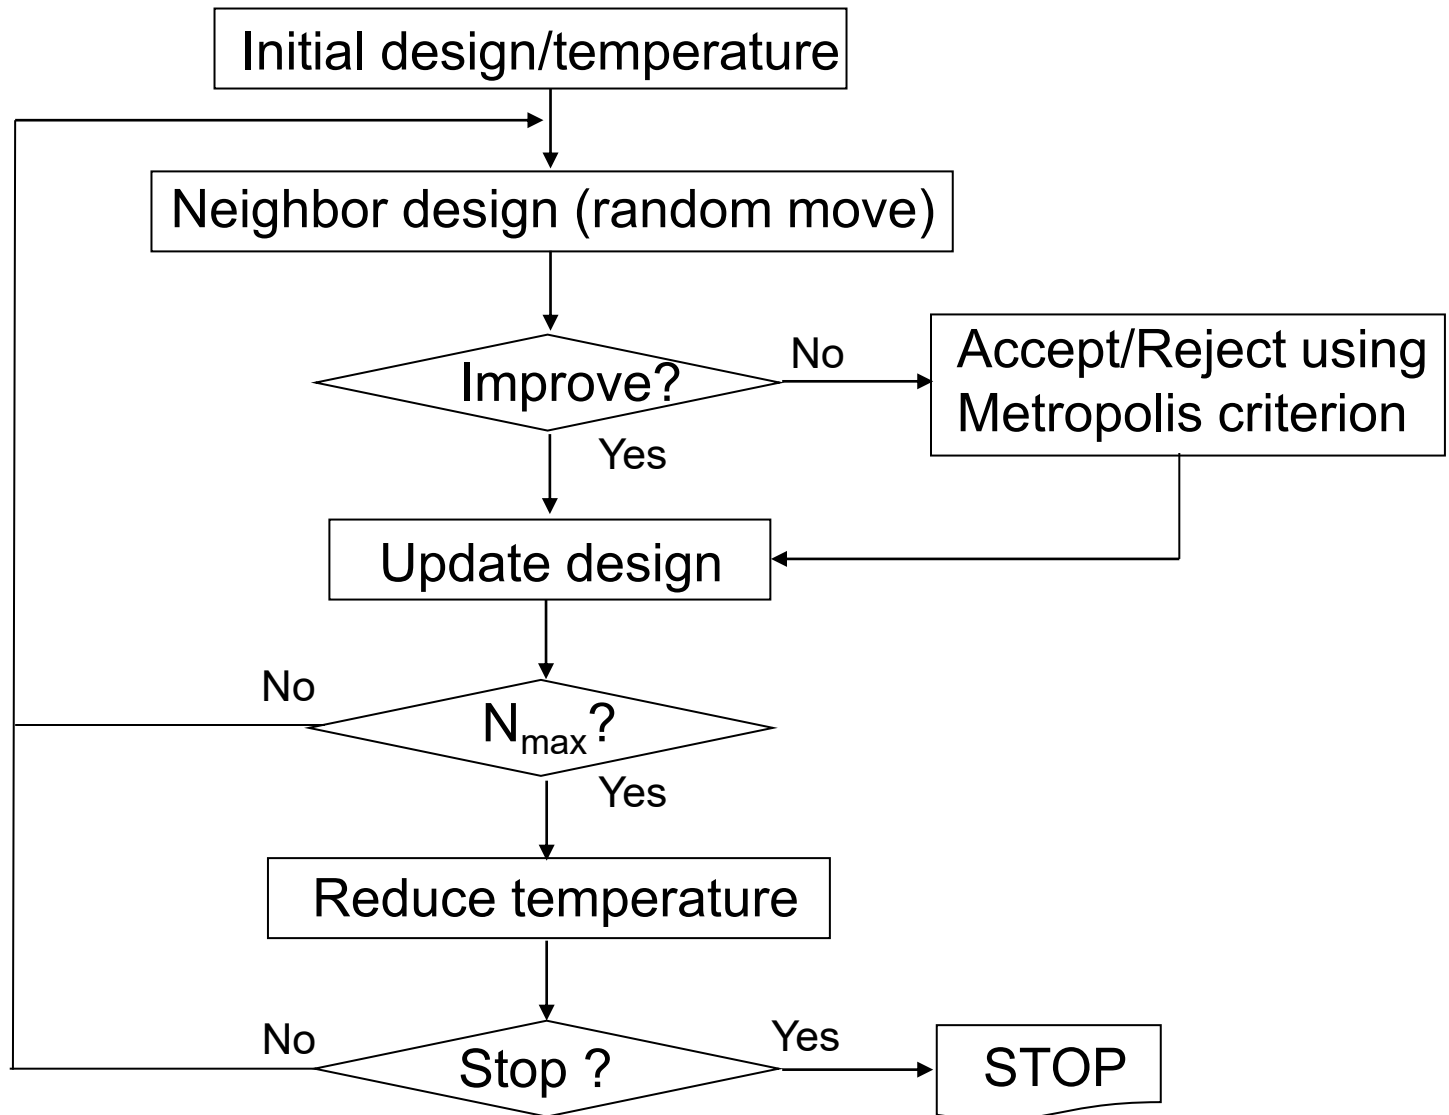 Initial design/temperature
Neighbor design (random move)
Improve?
No
Accept/Reject using
Metropolis criterion
Yes
Update design
No
Nmax?
Yes
Reduce temperature
No
Stop ?
Yes
STOP